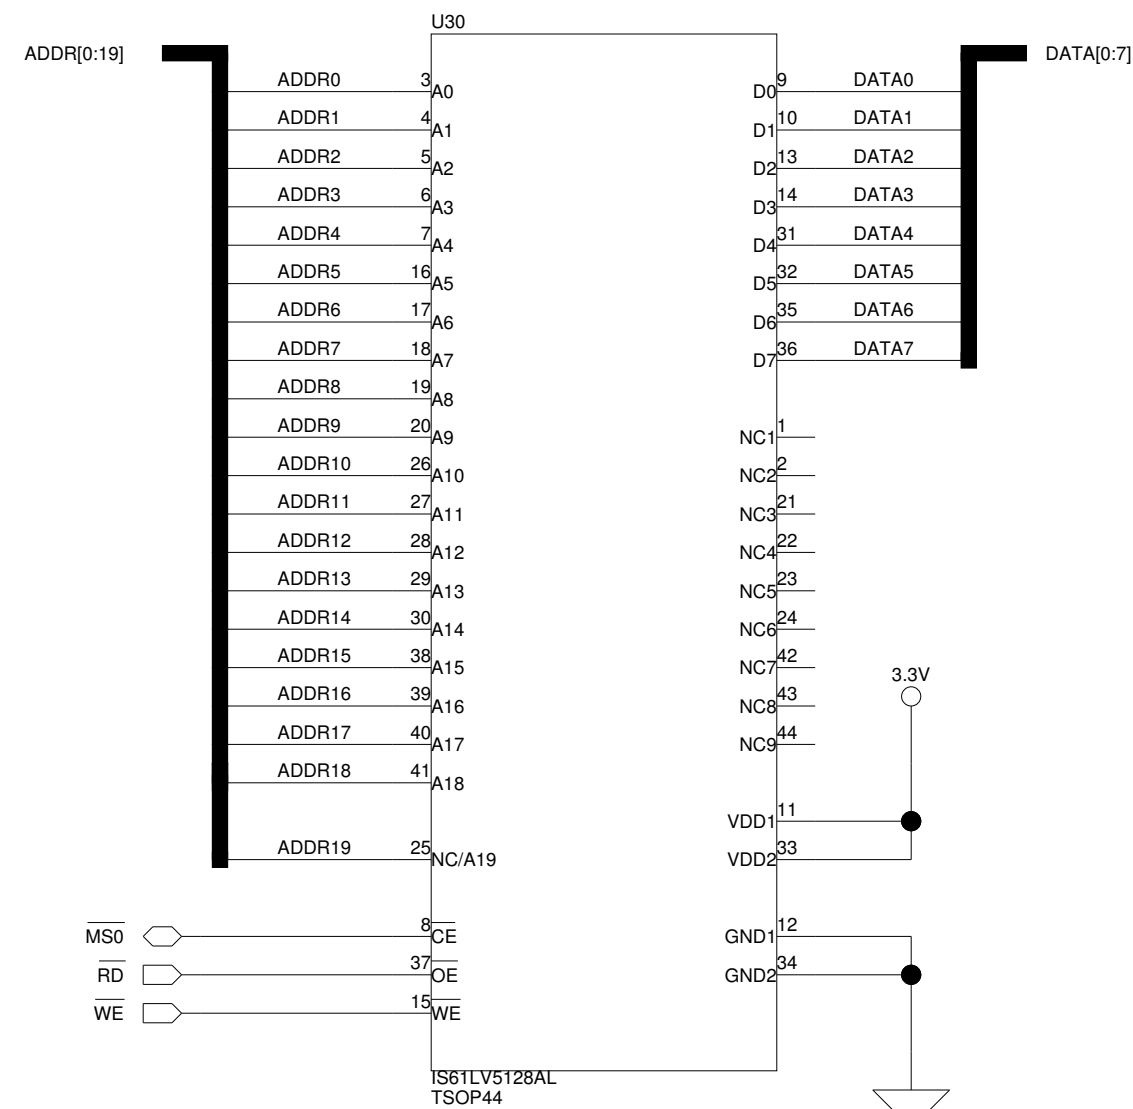 U30
ADDR[0:19] DATA[0:7]
ADDR0 3 A0 D0 9 DATA0
ADDR1 4 A1 D1 10 DATA1
ADDR2 5 A2 D2 13 DATA2
ADDR3 6 A3 D3 14 DATA3
ADDR4 7 A4 D4 31 DATA4
ADDR5 16 A5 D5 32 DATA5
ADDR6 17 A6 D6 35 DATA6
ADDR7 18 A7 D7 36 DATA7
ADDR8 19 A8
ADDR9 20 A9 NC1 1
ADDR10 26 A10 NC2 2
ADDR11 27 A11 NC3 21
ADDR12 28 A12 NC4 22
ADDR13 29 A13 NC5 23
ADDR14 30 A14 NC6 24
ADDR15 38 A15 NC7 42
3.3V
ADDR16 39 A16 NC8 43
ADDR17 40 A17 NC9 44
ADDR18 41 A18
VDD1 11
ADDR19 25 NC/A19 VDD2 33
MS0 8 CE GND1 12
RD 37 OE GND2 34
WE 15 WE
IS61LV5128AL
TSOP44